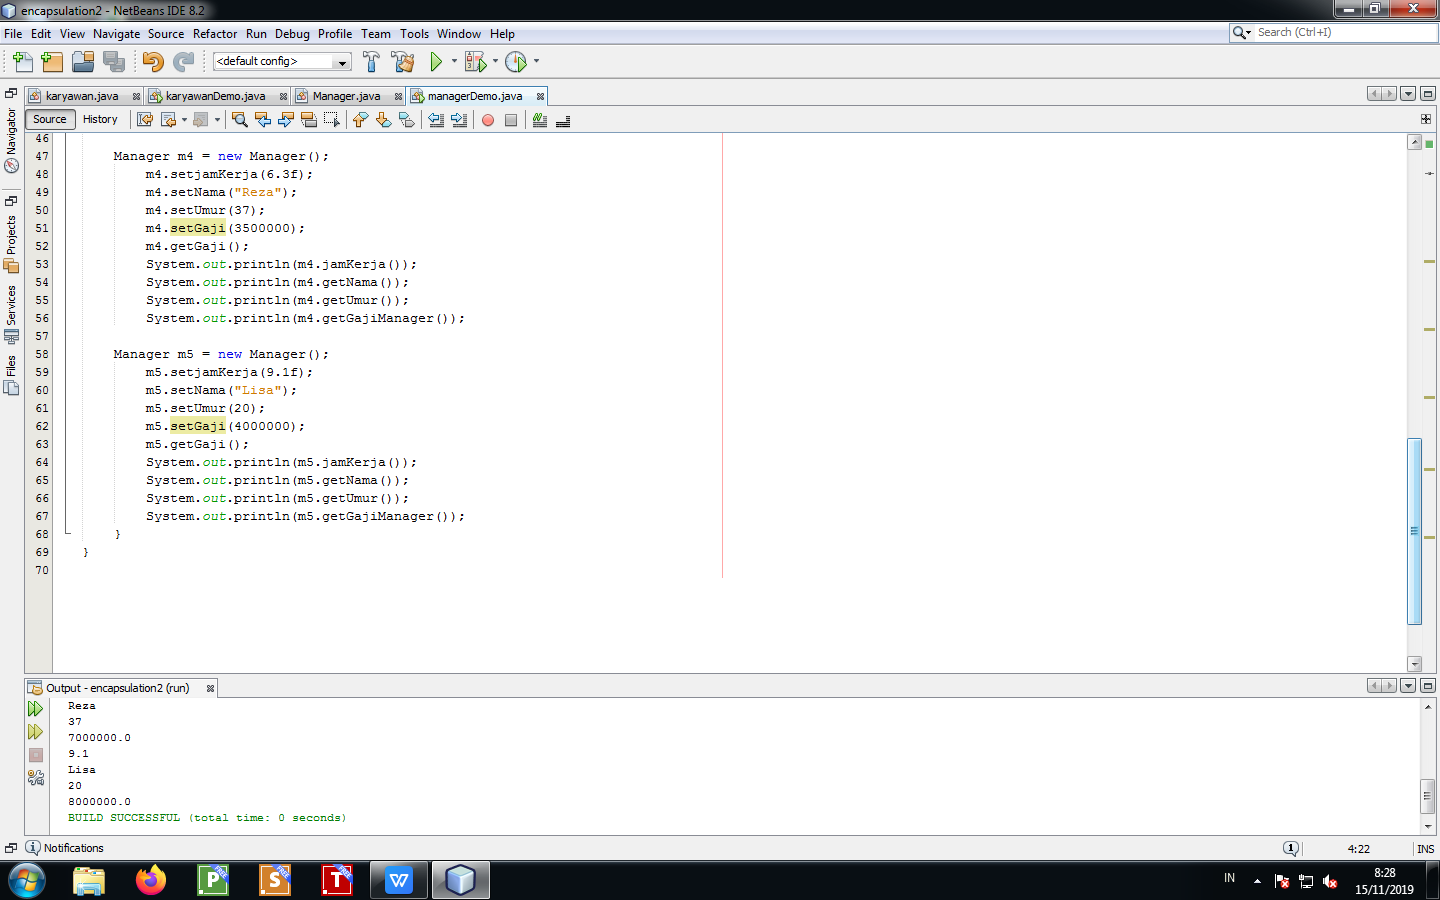 encapsulation2 - NetBeans IDE 8.2
File Edit View Navigate Source Refactor Run Debug Profile Team Tools Window Help
Search (Ctrl+I)
<default config>
karyawan.java karyawanDemo.java Manager.java managerDemo.java
Source History
Navigator
Projects
Services
Files
46
47 Manager m4 = new Manager();
48 m4.setjamKerja(6.3f);
49 m4.setNama("Reza");
50 m4.setUmur(37);
51 m4.setGaji(3500000);
52 m4.getGaji();
53 System.out.println(m4.jamKerja());
54 System.out.println(m4.getNama());
55 System.out.println(m4.getUmur());
56 System.out.println(m4.getGajiManager());
57
58 Manager m5 = new Manager();
59 m5.setjamKerja(9.1f);
60 m5.setNama("Lisa");
61 m5.setUmur(20);
62 m5.setGaji(4000000);
63 m5.getGaji();
64 System.out.println(m5.jamKerja());
65 System.out.println(m5.getNama());
66 System.out.println(m5.getUmur());
67 System.out.println(m5.getGajiManager());
68 }
69 }
70
Output - encapsulation2 (run)
Reza
37
7000000.0
9.1
Lisa
20
8000000.0
BUILD SUCCESSFUL (total time: 0 seconds)
Notifications
1
4:22
INS
P FREE
S FREE
T FREE
W
IN
8:28
15/11/2019